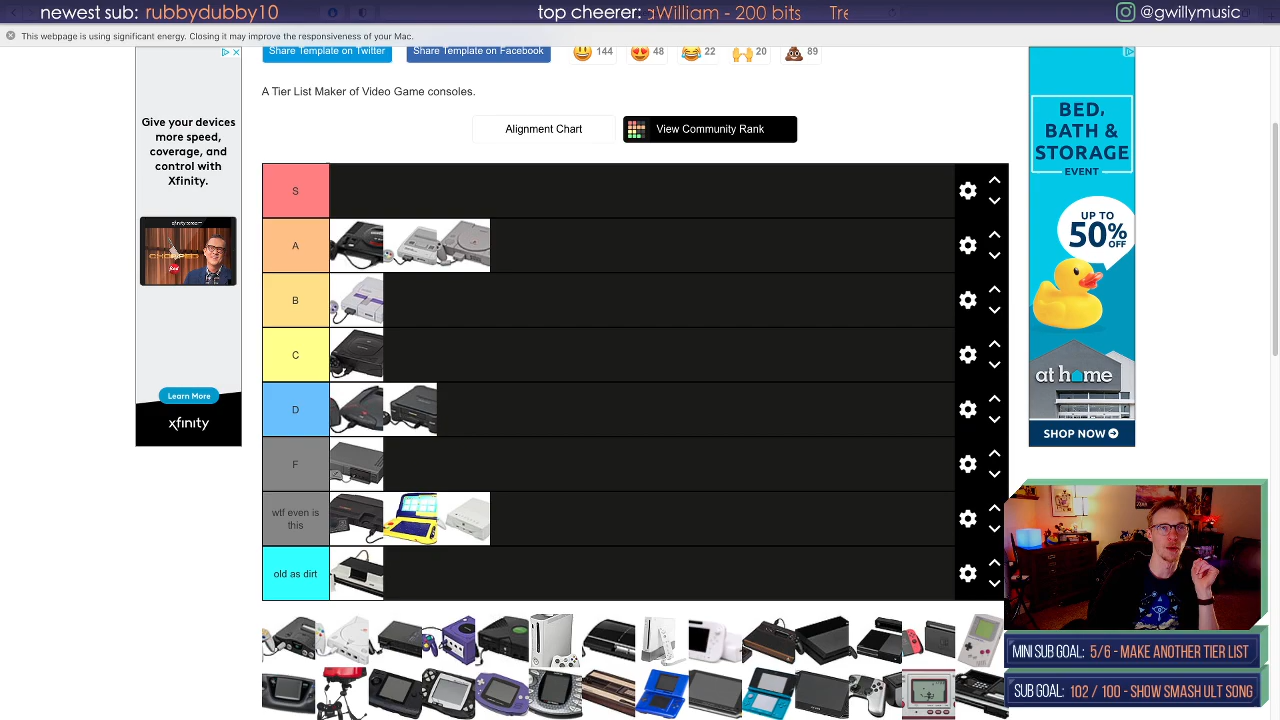 newest sub: rubbydubby10
top cheerer: gWilliam - 200 bits Tre
@gwillymusic
This webpage is using significant energy. Closing it may improve the responsiveness of your Mac.
Share Template on Twitter
Share Template on Facebook
144
48
22
20
89
A Tier List Maker of Video Game consoles.
Alignment Chart
View Community Rank
Give your devices
more speed,
coverage, and
control with
Xfinity.
CHOPPED
food
Learn More
xfinity
S
A
B
C
D
F
wtf even is
this
old as dirt
BED,
BATH &
STORAGE
EVENT
UP TO
50% OFF
at home
SHOP NOW
MINI SUB GOAL: 5/6 - MAKE ANOTHER TIER LIST
SUB GOAL: 102 / 100 - SHOW SMASH ULT SONG